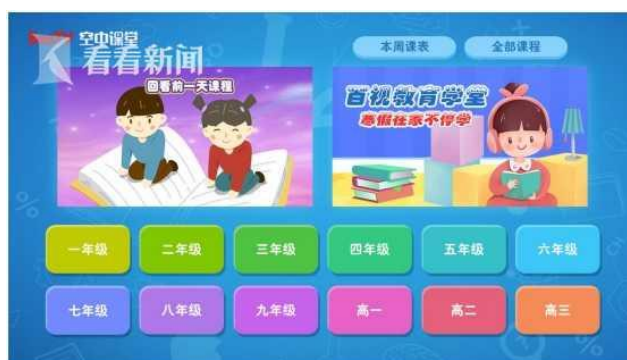 空中课堂
看看新闻
本周课表
全部课程
回看前一天课程
百视教育学堂
寒假在家不停学
一年级
二年级
三年级
四年级
五年级
六年级
七年级
八年级
九年级
高一
高二
高三